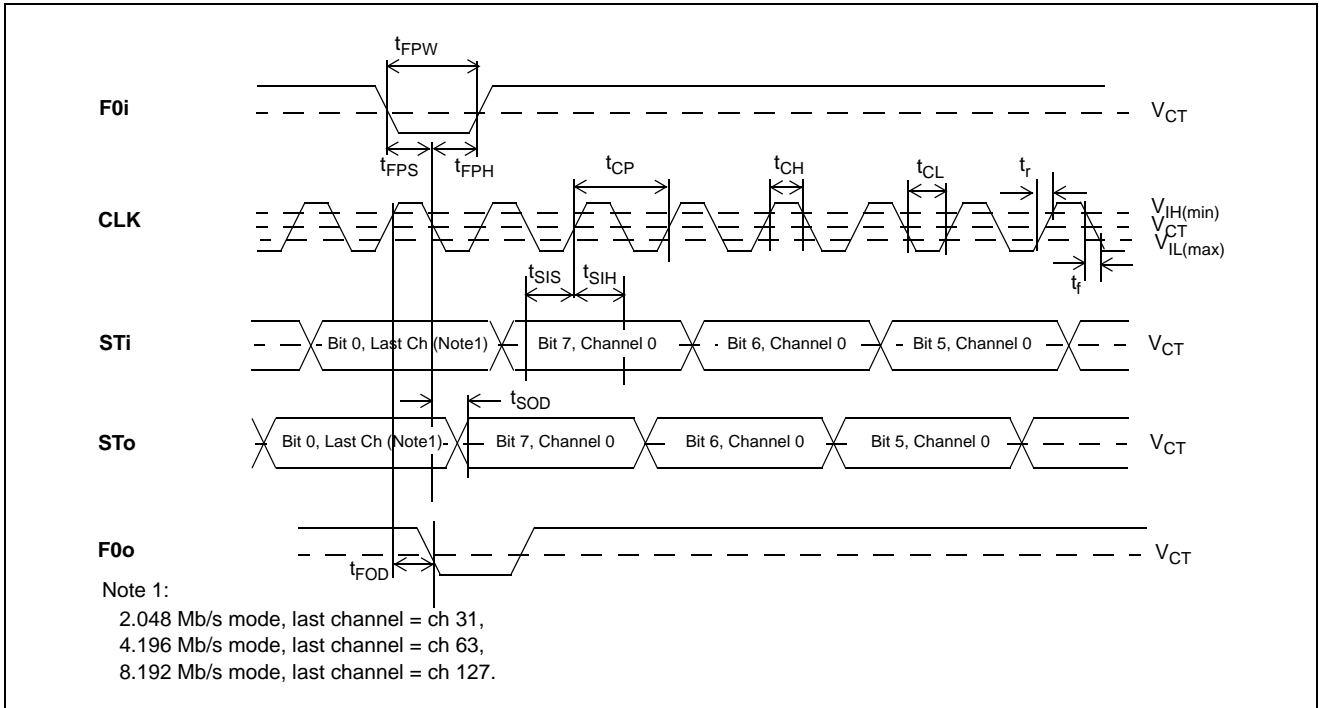 tFPW
F0i
VCT
tFPS
tFPH
tCP
tCH
tCL
tr
CLK
VIH(min)
VCT
VIL(max)
tSIS
tSIH
tf
STi
Bit 0, Last Ch (Note1)
Bit 7, Channel 0
Bit 6, Channel 0
Bit 5, Channel 0
VCT
tSOD
STo
Bit 0, Last Ch (Note1)
Bit 7, Channel 0
Bit 6, Channel 0
Bit 5, Channel 0
VCT
F0o
VCT
tFOD
Note 1:
2.048 Mb/s mode, last channel = ch 31,
4.196 Mb/s mode, last channel = ch 63,
8.192 Mb/s mode, last channel = ch 127.